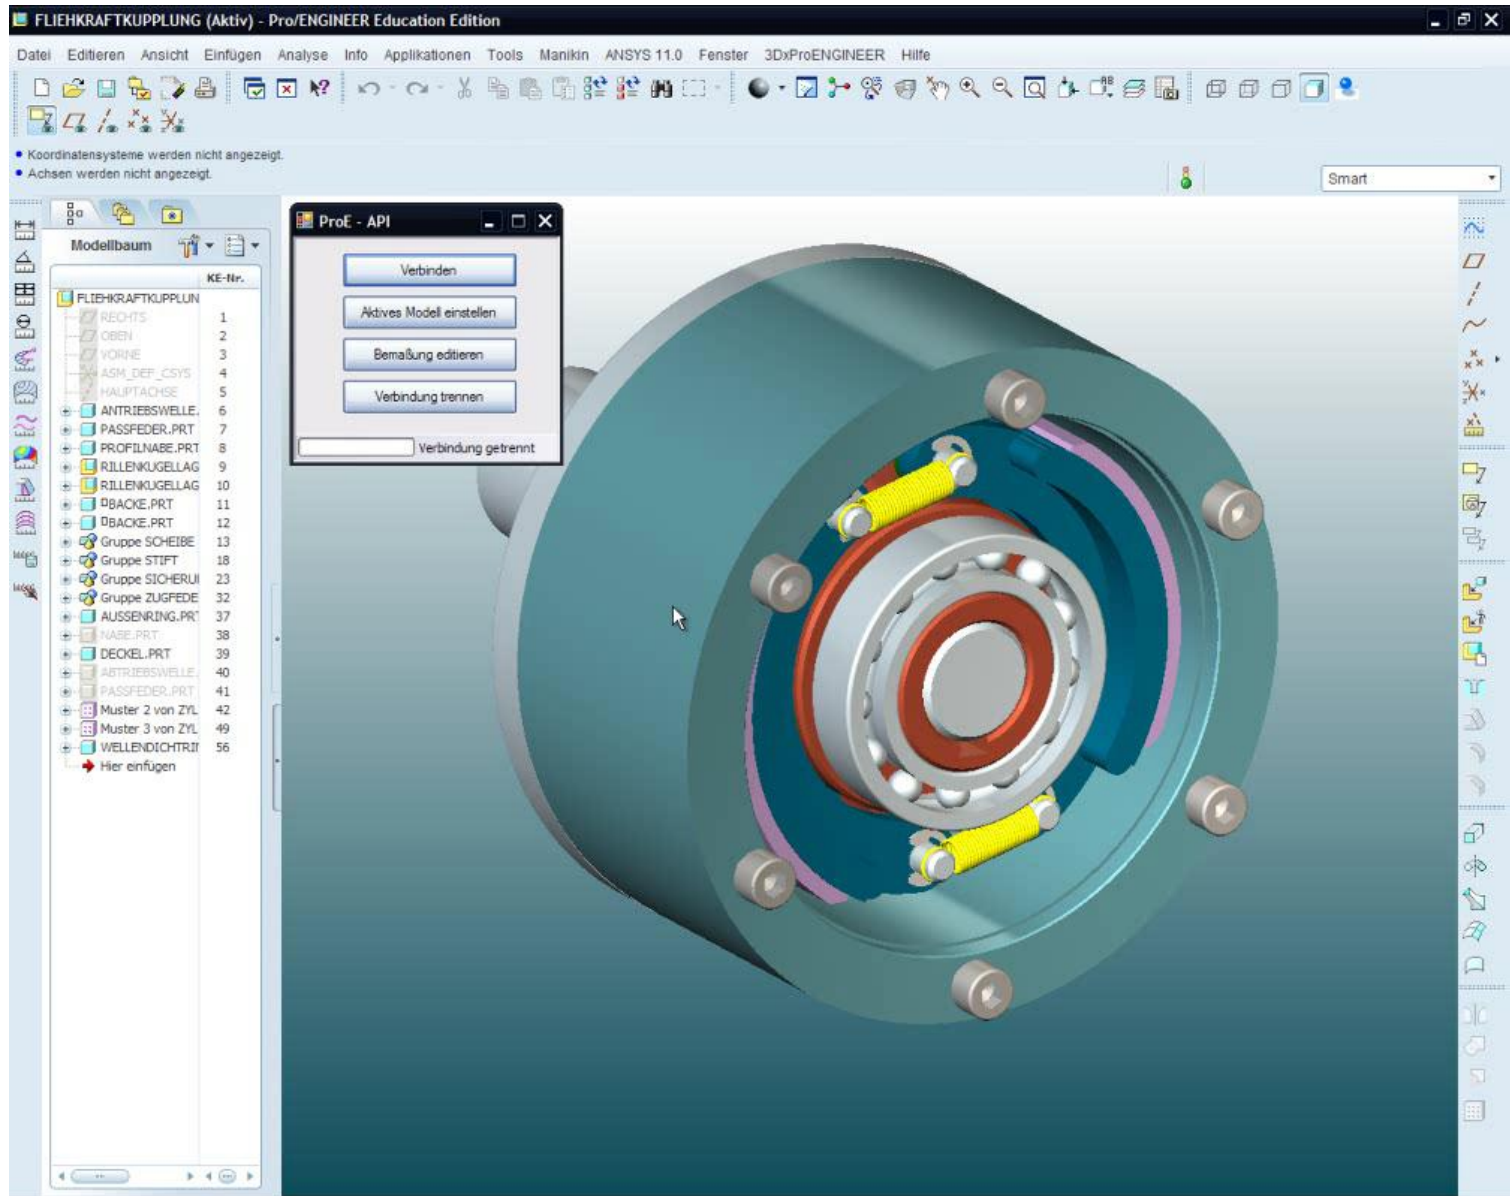 FLIEHKRAFTKUPPLUNG (Aktiv) - Pro/ENGINEER Education Edition
Datei Editieren Ansicht Einfügen Analyse Info Applikationen Tools Manikin ANSYS 11.0 Fenster 3DxProENGINEER Hilfe
Koordinatensysteme werden nicht angezeigt.
Achsen werden nicht angezeigt.
Smart
Modellbaum
KE-Nr.
FLIEHKRAFTKUPPLUN
RECHTS 1
OBEN 2
VORNE 3
ASM_DEF_CSYS 4
HAUPTACHSE 5
ANTRIEBSWELLE. 6
PASSFEDER.PRT 7
PROFILNABE.PRT 8
RILLENKUGELLAG 9
RILLENKUGELLAG 10
BACKE.PRT 11
BACKE.PRT 12
Gruppe SCHEIBE 13
Gruppe STIFT 18
Gruppe SICHERUI 23
Gruppe ZUGFEDE 32
AUSSENRING.PR 37
NABE.PRT 38
DECKEL.PRT 39
ABTRIEBSWELLE. 40
PASSFEDER.PRT 41
Muster 2 von ZYL 42
Muster 3 von ZYL 49
WELLENDICHTRI 56
Hier einfügen
ProE - API
Verbinden
Aktives Modell einstellen
Bemaßung editieren
Verbindung trennen
Verbindung getrennt